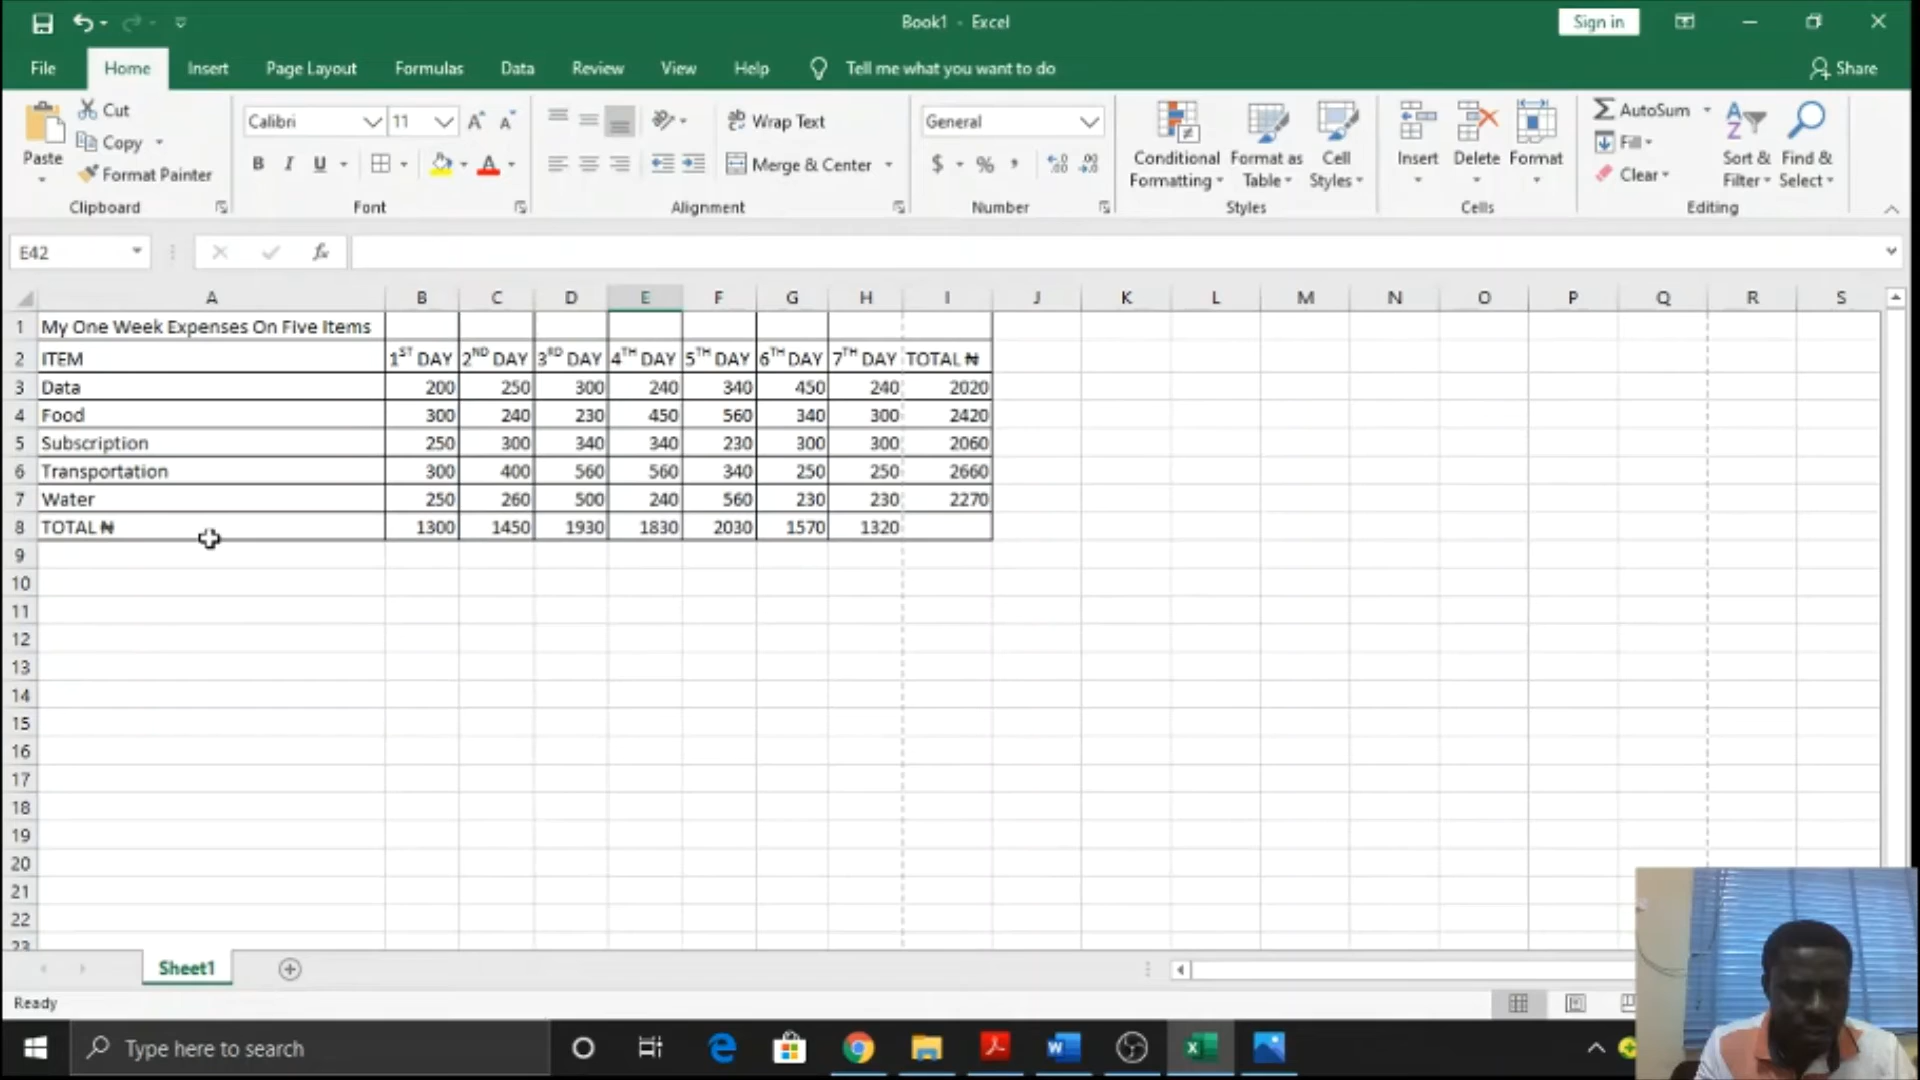 Book1 - Excel
Sign in
File Home Insert Page Layout Formulas Data Review View Help Tell me what you want to do Share
Paste Cut Copy Format Painter Clipboard
Calibri 11 B I U A A A Font
Wrap Text Merge & Center Alignment
General $ % , Number
Conditional Formatting Format as Table Cell Styles Styles
Insert Delete Format Cells
AutoSum Fill Clear Sort & Filter Find & Select Editing
E42 fx
A B C D E F G H I J K L M N O P Q R S
1 My One Week Expenses On Five Items
2 ITEM 1ST DAY 2ND DAY 3RD DAY 4TH DAY 5TH DAY 6TH DAY 7TH DAY TOTAL ₦
3 Data 200 250 300 240 340 450 240 2020
4 Food 300 240 230 450 560 340 300 2420
5 Subscription 250 300 340 340 230 300 300 2060
6 Transportation 300 400 560 560 340 250 250 2660
7 Water 250 260 500 240 560 230 230 2270
8 TOTAL ₦ 1300 1450 1930 1830 2030 1570 1320
9
10
11
12
13
14
15
16
17
18
19
20
21
22
23
Sheet1
Ready
Type here to search